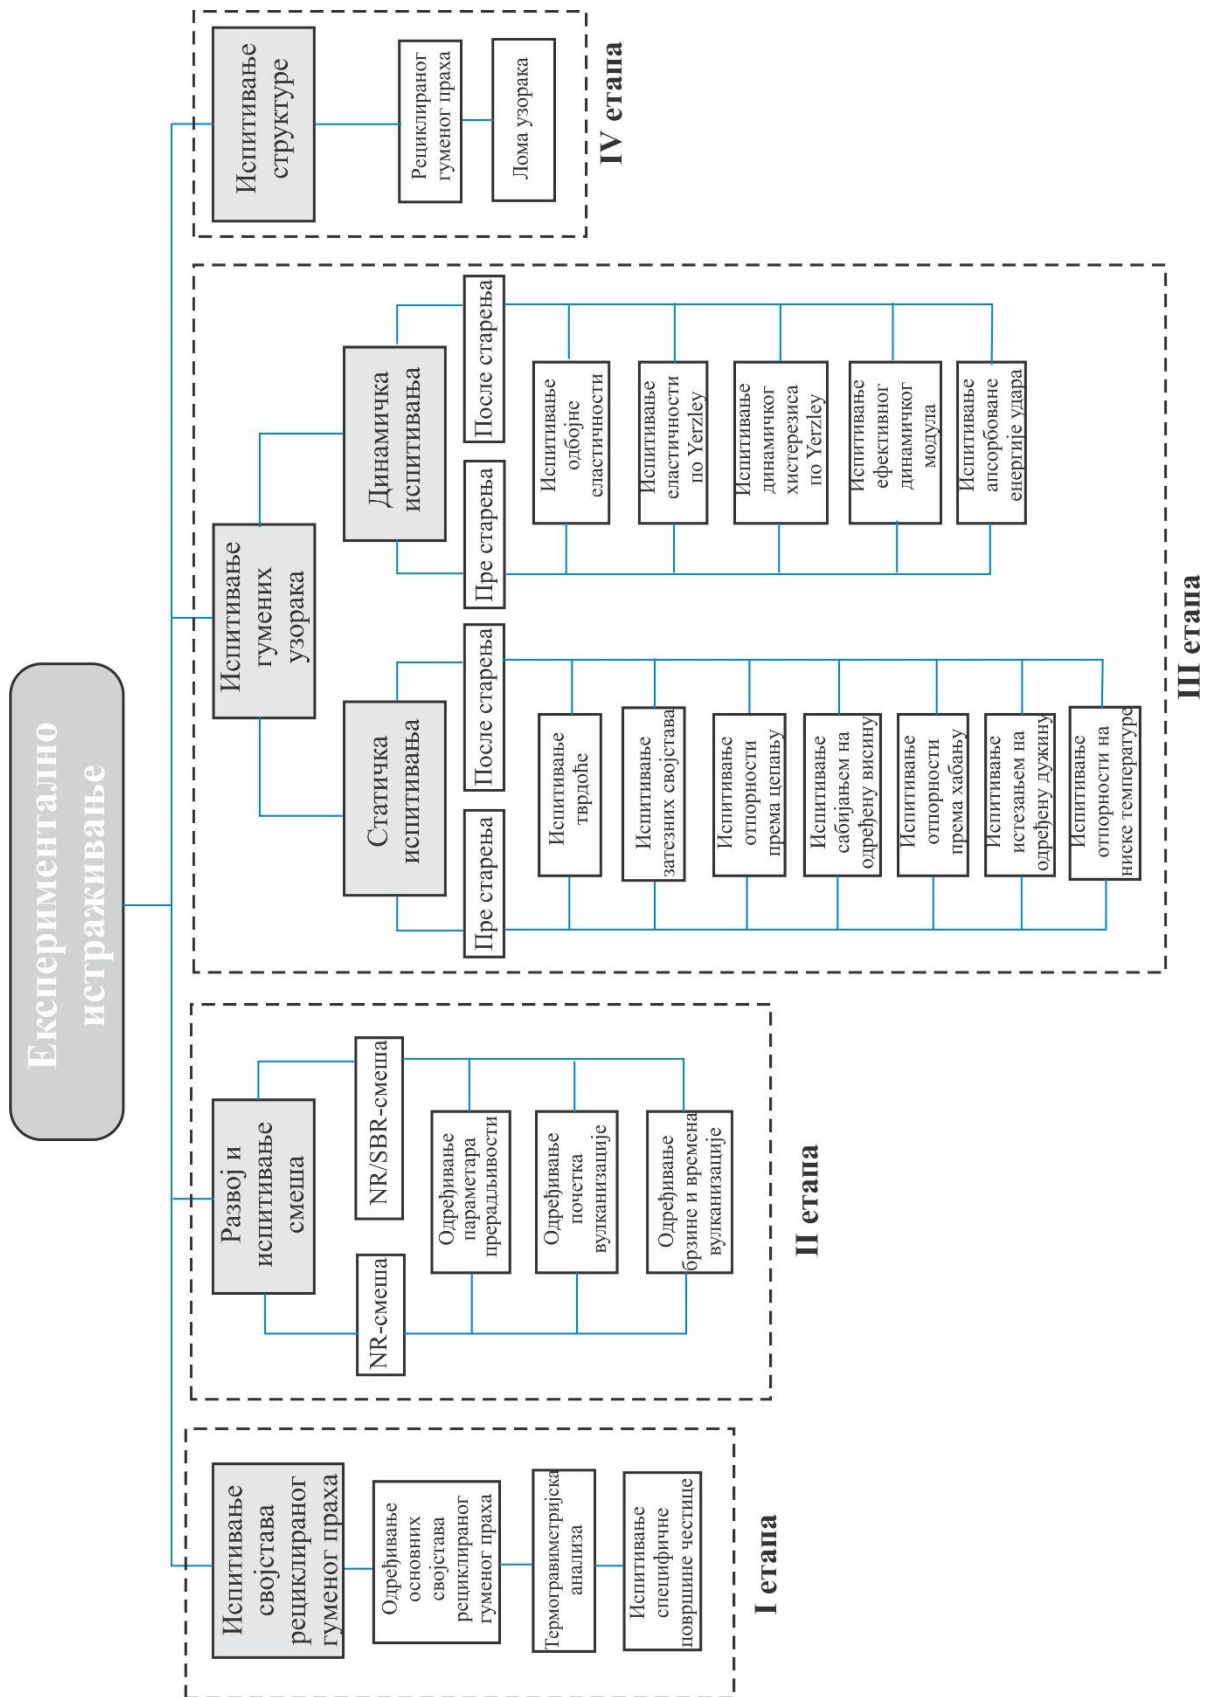 Експериментално
истраживање
Испитивање
својстава
рециклираног
гуменог праха
Одређивање
основних
својстава
рециклираног
гуменог праха
Термогравиметријска
анализа
Испитивање
специфичне
површине честице
I етапа
Развој и
испитивање
смеша
NR-смеша
NR/SBR-смеша
Одређивање
параметара
прерадљивости
Одређивање
почетка
вулканизације
Одређивање
брзине и времена
вулканизације
II етапа
Испитивање
гумених
узорака
Статичка
испитивања
Пре старења
После старења
Испитивање
тврдоће
Испитивање
затезних својстава
Испитивање
отпорности
према цепању
Испитивање
сабијањем на
одређену висину
Испитивање
отпорности
према хабању
Испитивање
истезањем на
одређену дужину
Испитивање
отпорности на
ниске температуре
Динамичка
испитивања
Пре старења
После старења
Испитивање
одбојне
еластичности
Испитивање
еластичности
по Yerzley
Испитивање
динамичког
хистерезиса
по Yerzley
Испитивање
ефективног
динамичког
модула
Испитивање
апсорбоване
енергије удара
III етапа
Испитивање
структуре
Рециклираног
гуменог праха
Лома узорака
IV етапа